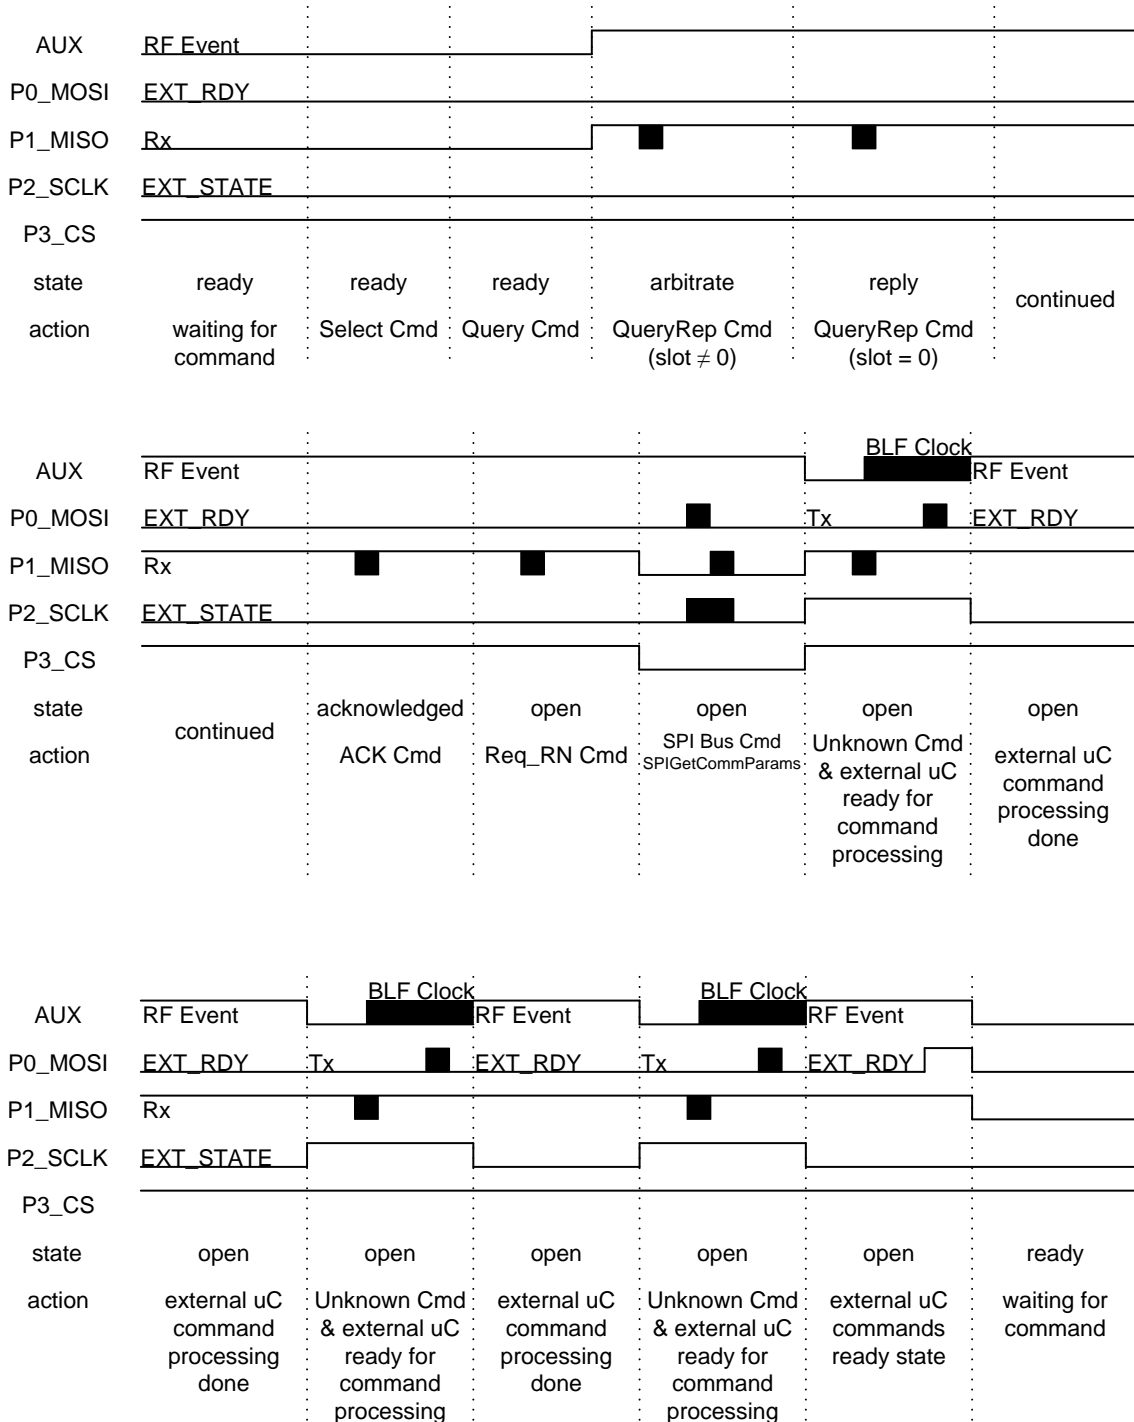 AUX RF Event
P0_MOSI EXT_RDY
P1_MISO Rx
P2_SCLK EXT_STATE
P3_CS
state ready ready ready arbitrate reply continued
action waiting for command Select Cmd Query Cmd QueryRep Cmd (slot ≠ 0) QueryRep Cmd (slot = 0)
BLF Clock
AUX RF Event RF Event
P0_MOSI EXT_RDY Tx EXT_RDY
P1_MISO Rx
P2_SCLK EXT_STATE
P3_CS
state continued acknowledged open open open open
action ACK Cmd Req_RN Cmd SPI Bus Cmd SPIGetCommParams Unknown Cmd & external uC ready for command processing external uC command processing done
BLF Clock BLF Clock
AUX RF Event RF Event RF Event
P0_MOSI EXT_RDY Tx EXT_RDY Tx EXT_RDY
P1_MISO Rx
P2_SCLK EXT_STATE
P3_CS
state open open open open open ready
action external uC command processing done Unknown Cmd & external uC ready for command processing external uC command processing done Unknown Cmd & external uC ready for command processing external uC commands ready state waiting for command